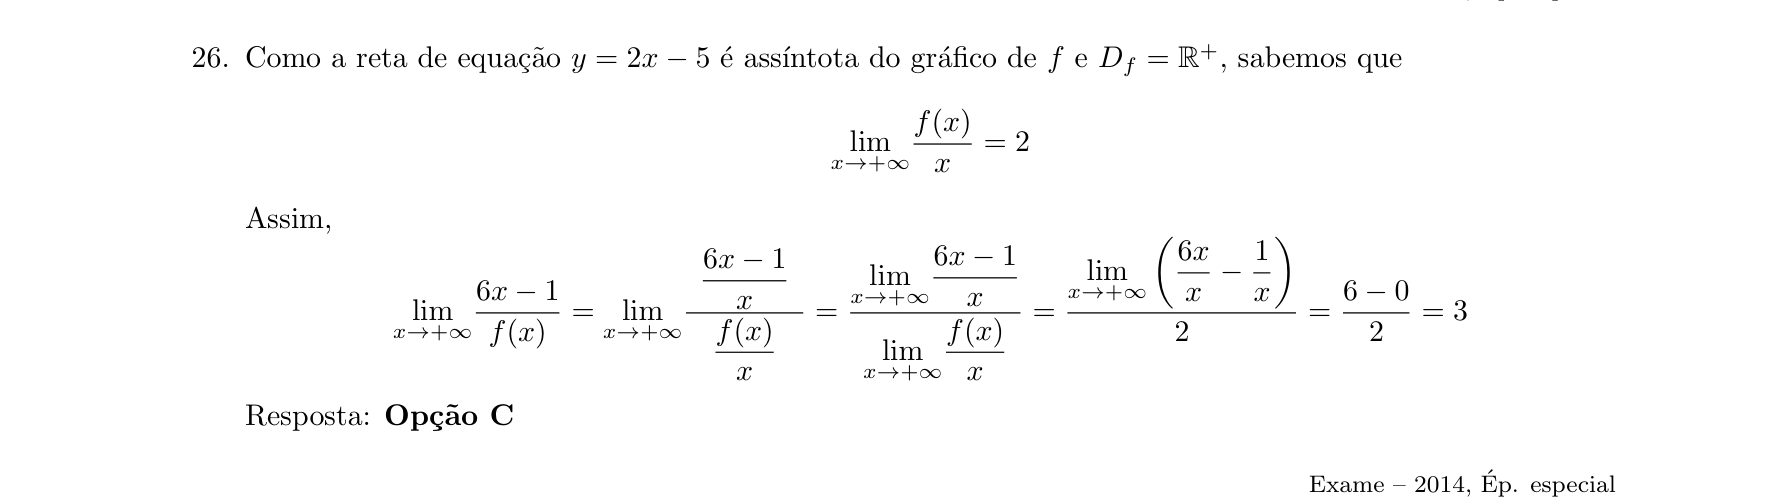 26. Como a reta de equação y = 2x − 5 é assíntota do gráfico de f e D_f = ℝ⁺, sabemos que
lim_{x→+∞} f(x)/x = 2
Assim,
lim_{x→+∞} (6x − 1)/f(x) = lim_{x→+∞} ((6x − 1)/x)/(f(x)/x) = (lim_{x→+∞} (6x − 1)/x)/(lim_{x→+∞} f(x)/x) = (lim_{x→+∞} (6x/x − 1/x))/2 = (6 − 0)/2 = 3
Resposta: Opção C
Exame – 2014, Ép. especial